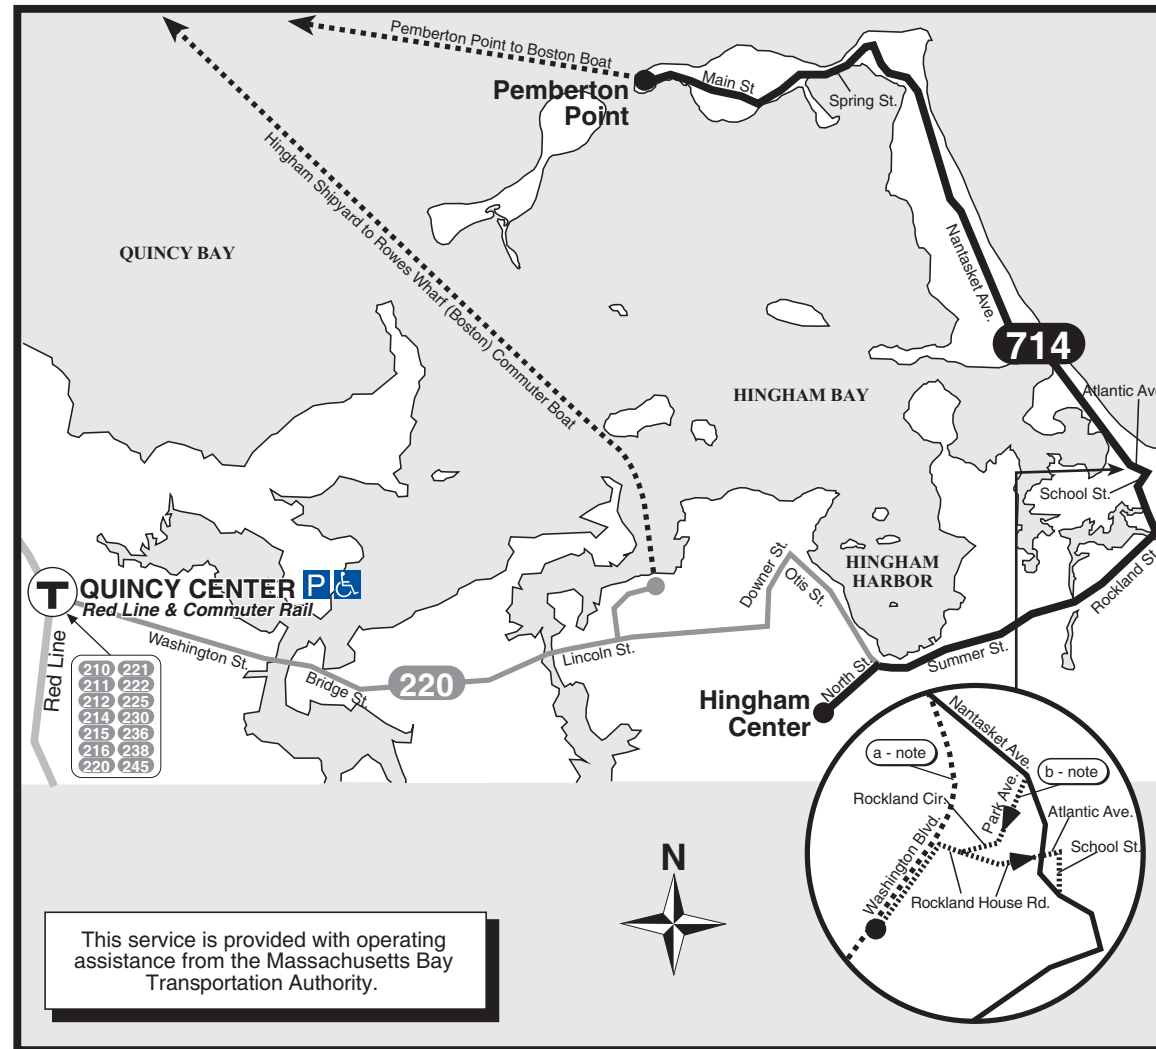 Pemberton Point to Boston Boat
Pemberton
Point
Main St
Spring St.
Hingham Shipyard to Rowes Wharf (Boston) Commuter Boat
QUINCY BAY
Nantasket Ave.
714
HINGHAM BAY
Atlantic Ave
School St.
HINGHAM
HARBOR
Rockland St.
Downer St.
Otis St.
T
QUINCY CENTER P
Red Line & Commuter Rail
Washington St.
Red Line
Bridge St.
220
Lincoln St.
North St.
Summer St.
Hingham
Center
210 221
211 222
212 225
214 230
215 236
216 238
220 245
Nantasket Ave.
a - note
b - note
Rockland Cir.
Park Ave.
Atlantic Ave.
School St.
Washington Blvd.
Rockland House Rd.
N
This service is provided with operating
assistance from the Massachusetts Bay
Transportation Authority.